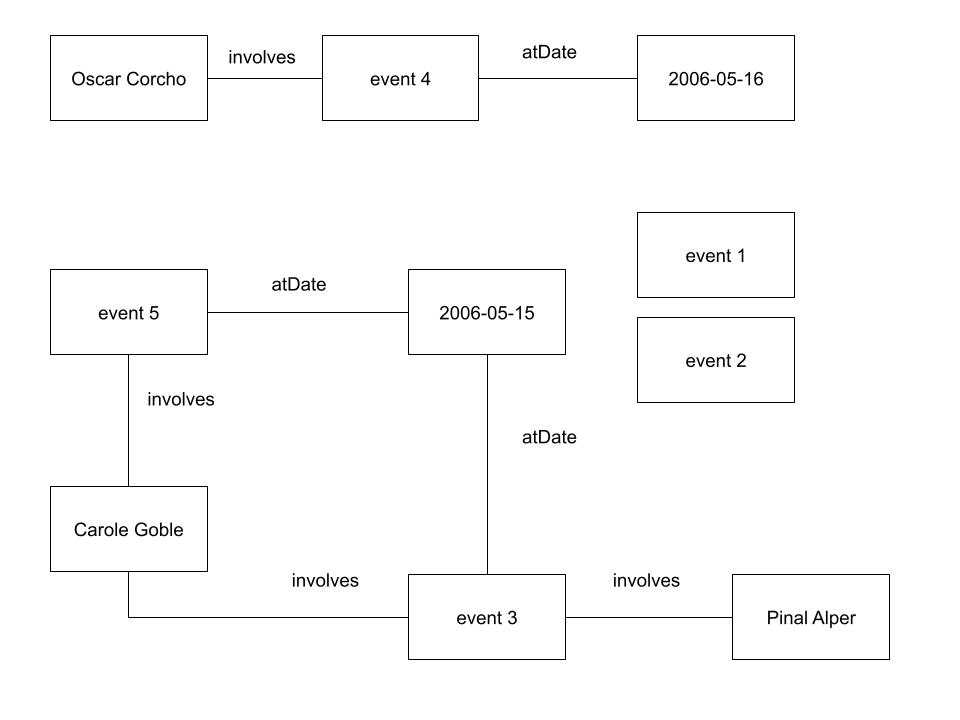 involves
atDate
Oscar Corcho
event 4
2006-05-16
event 1
atDate
event 5
2006-05-15
event 2
involves
atDate
Carole Goble
involves
involves
event 3
Pinal Alper